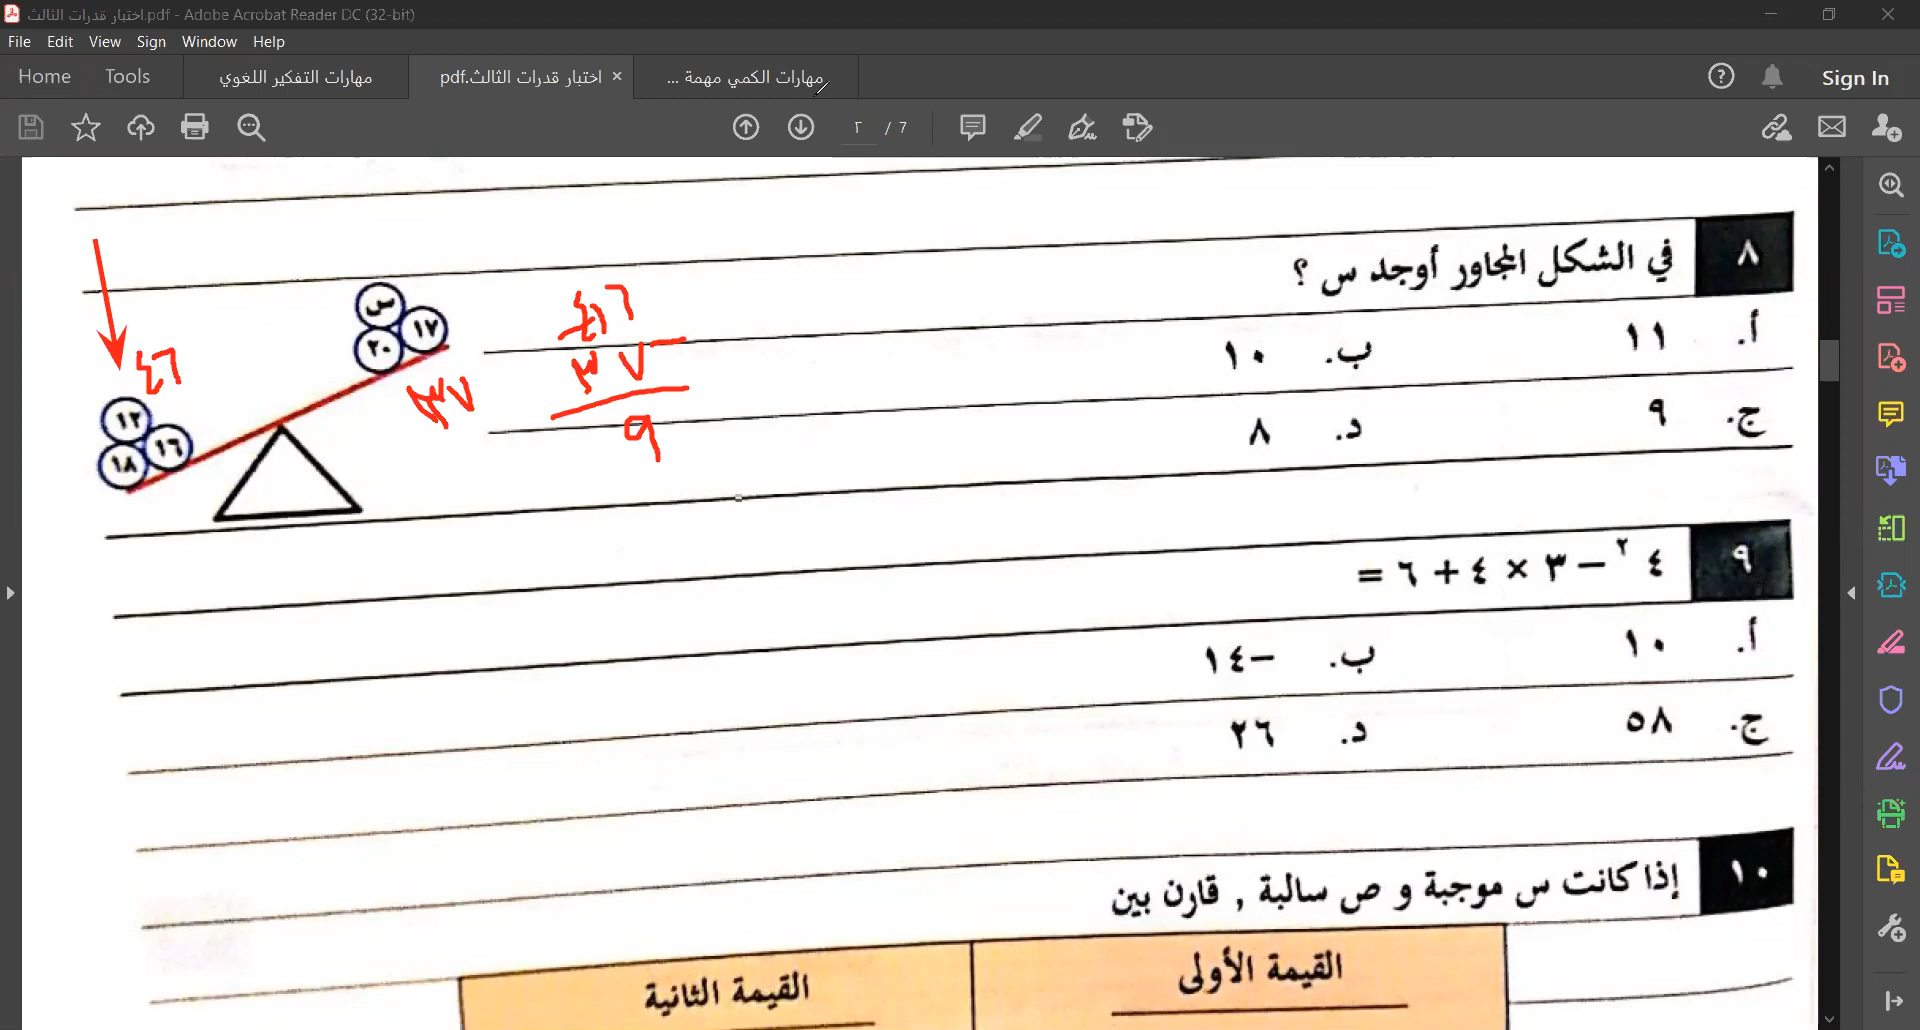 اختبار قدرات الثالث.pdf - Adobe Acrobat Reader DC (32-bit)
File Edit View Sign Window Help
Home Tools مهارات التفكير اللغوي اختبار قدرات الثالث.pdf × مهارات الكمي مهمة ... Sign In
٢ / 7
٨ في الشكل المجاور أوجد س ؟
أ. ١١ ب. ١٠
ج. ٩ د. ٨
س
١٧
٢٠
١٢
١٦
١٨
٤٦
٣٧
٤٦
٣٧
٩
٩ ٤ ٢ − ٣ × ٤ + ٦ =
أ. ١٠ ب. −١٤
ج. ٥٨ د. ٢٦
١٠ إذا كانت س موجبة و ص سالبة , قارن بين
القيمة الأولى القيمة الثانية